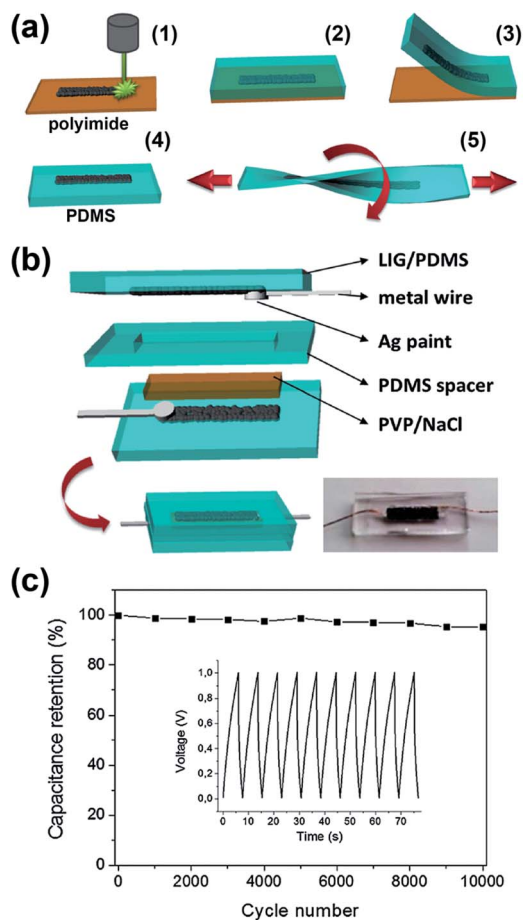 (a)
(1)
(2)
(3)
polyimide
(4)
(5)
PDMS
(b)
LIG/PDMS
metal wire
Ag paint
PDMS spacer
PVP/NaCl
(c)
Capacitance retention (%)
100
80
60
40
20
0
Voltage (V)
1,0
0,8
0,6
0,4
0,2
0,0
0 10 20 30 40 50 60 70
Time (s)
0 2000 4000 6000 8000 10000
Cycle number